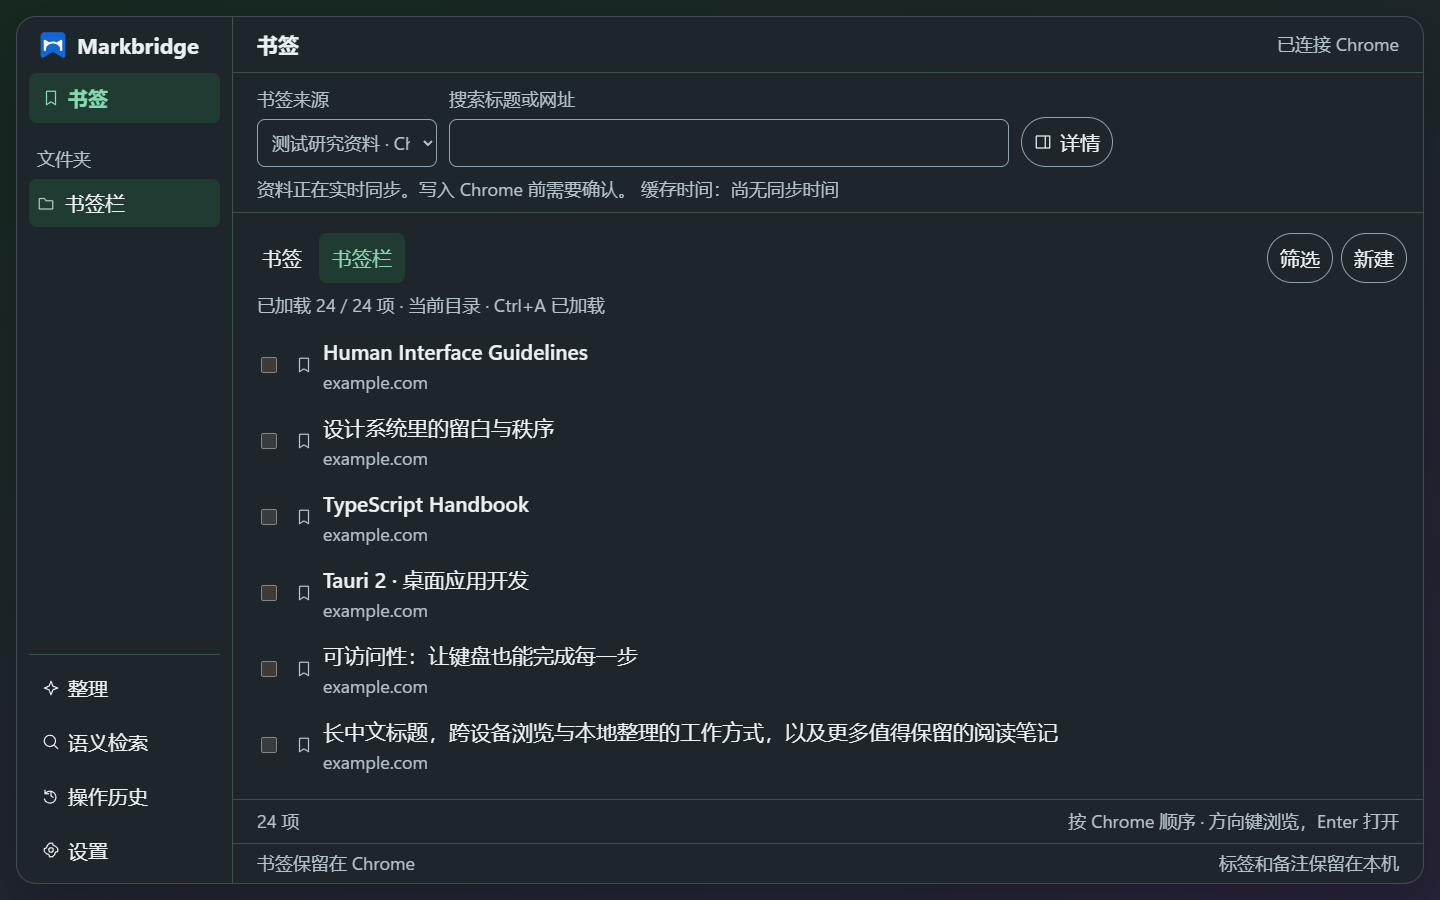 Markbridge
书签
文件夹
书签栏
整理
语义检索
操作历史
设置
书签
已连接 Chrome
书签来源
搜索标题或网址
测试研究资料 · Ch
详情
资料正在实时同步。写入 Chrome 前需要确认。 缓存时间：尚无同步时间
书签 书签栏
筛选 新建
已加载 24 / 24 项 · 当前目录 · Ctrl+A 已加载
Human Interface Guidelines
example.com
设计系统里的留白与秩序
example.com
TypeScript Handbook
example.com
Tauri 2 · 桌面应用开发
example.com
可访问性：让键盘也能完成每一步
example.com
长中文标题，跨设备浏览与本地整理的工作方式，以及更多值得保留的阅读笔记
example.com
24 项
按 Chrome 顺序 · 方向键浏览，Enter 打开
书签保留在 Chrome
标签和备注保留在本机